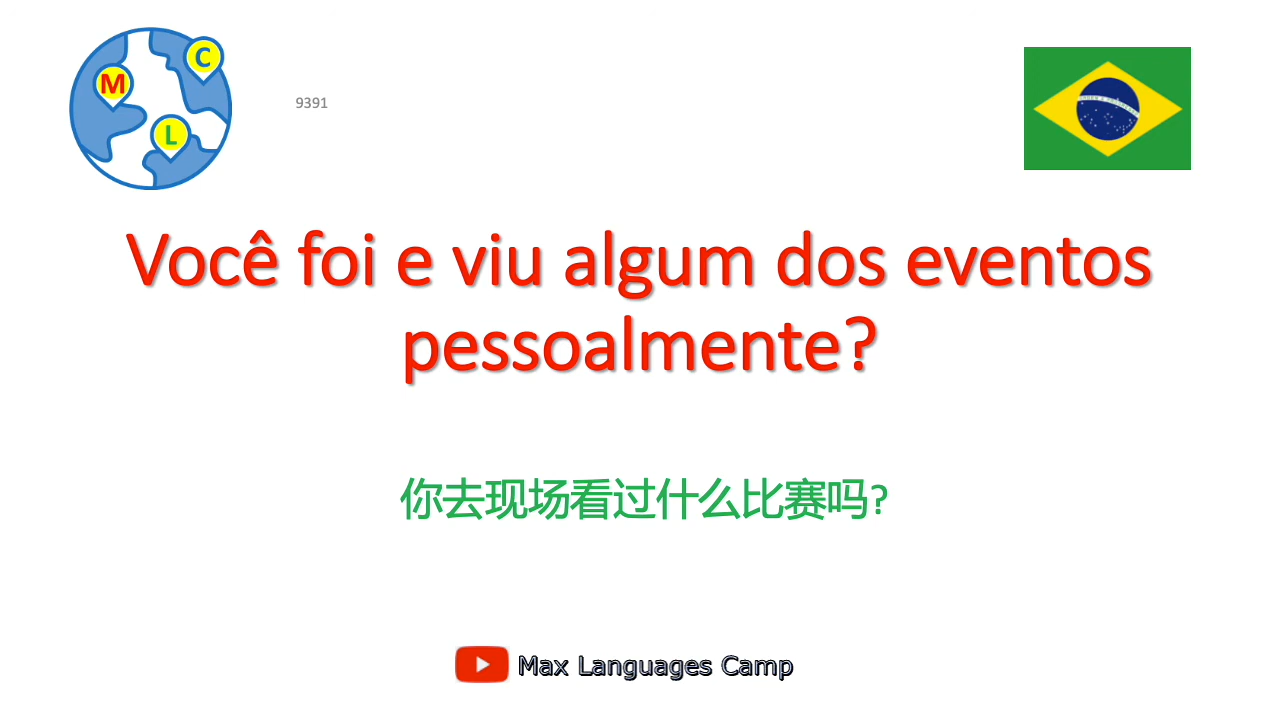 C
M
L
9391
Você foi e viu algum dos eventos
pessoalmente?
你去现场看过什么比赛吗?
Max Languages Camp